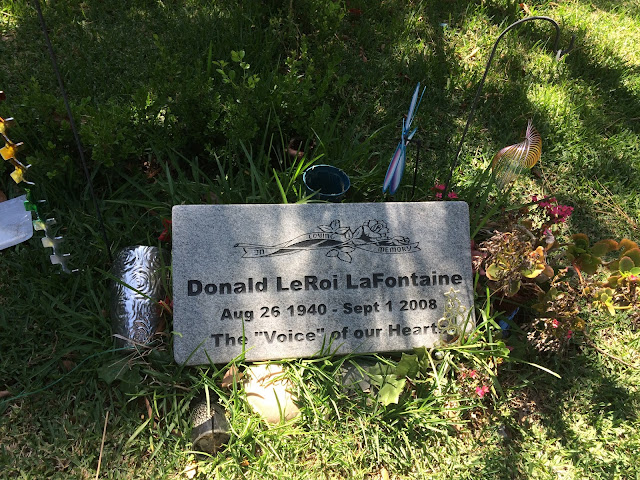 IN LOVING MEMORY
Donald LeRoi LaFontaine
Aug 26 1940 - Sept 1 2008
The "Voice" of our Hearts